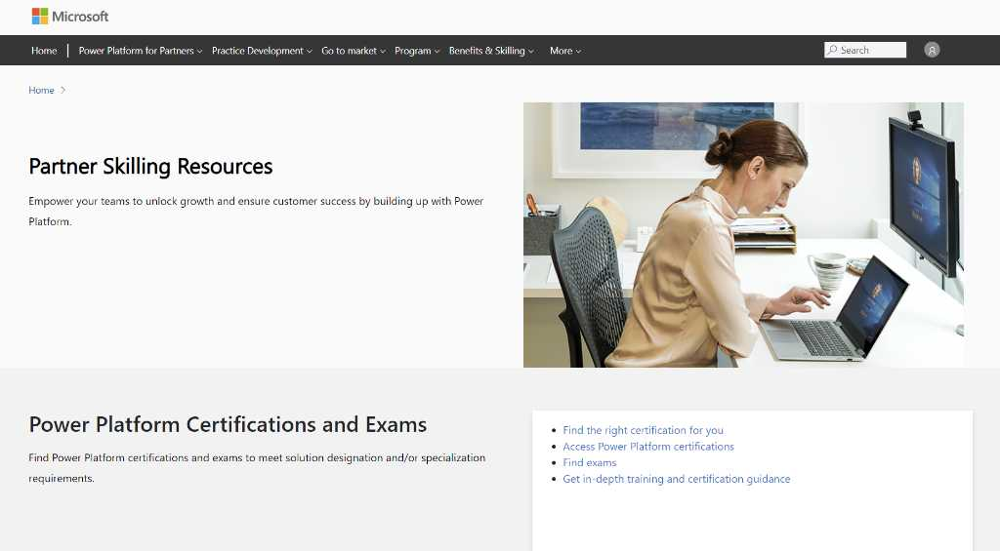 Microsoft
Home | Power Platform for Partners Practice Development Go to market Program Benefits & Skilling More Search
Home
Partner Skilling Resources
Empower your teams to unlock growth and ensure customer success by building up with Power
Platform.
Power Platform Certifications and Exams
Find Power Platform certifications and exams to meet solution designation and/or specialization
requirements.
• Find the right certification for you
• Access Power Platform certifications
• Find exams
• Get in-depth training and certification guidance